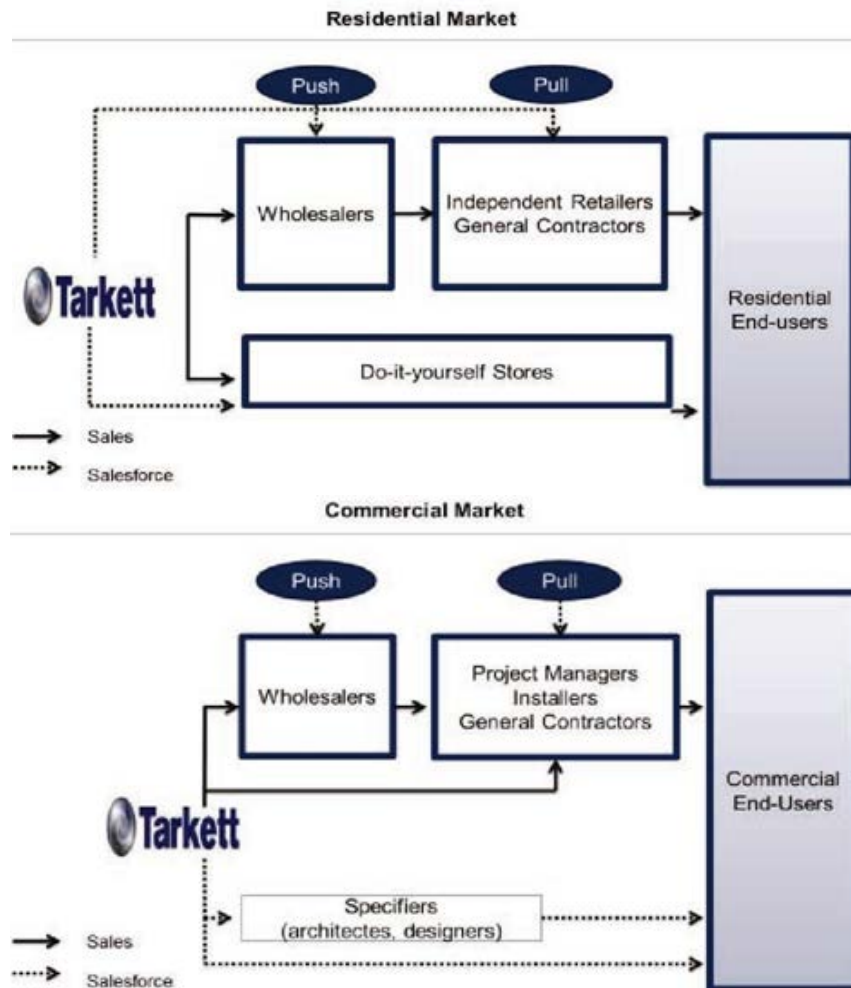 Residential Market
Push
Pull
Wholesalers
Independent Retailers
General Contractors
Tarkett
Residential
End-users
Do-it-yourself Stores
Sales
Salesforce
Commercial Market
Push
Pull
Wholesalers
Project Managers
Installers
General Contractors
Commercial
End-Users
Tarkett
Specifiers
(architectes, designers)
Sales
Salesforce